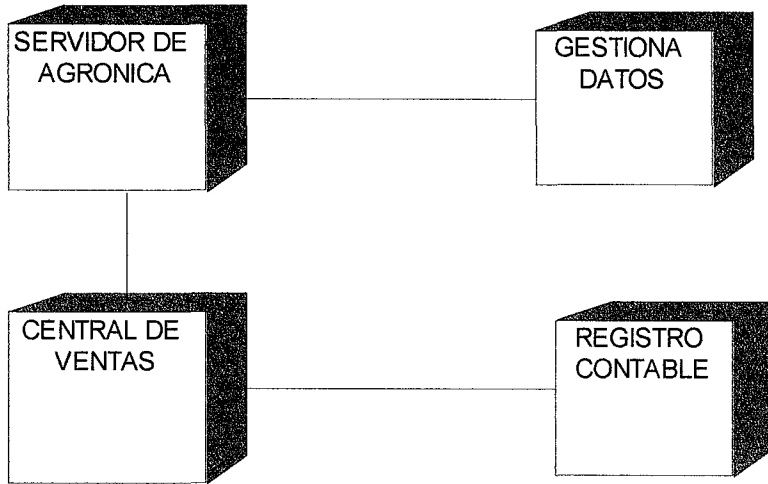 SERVIDOR DE
AGRONICA
GESTIONA
DATOS
CENTRAL DE
VENTAS
REGISTRO
CONTABLE